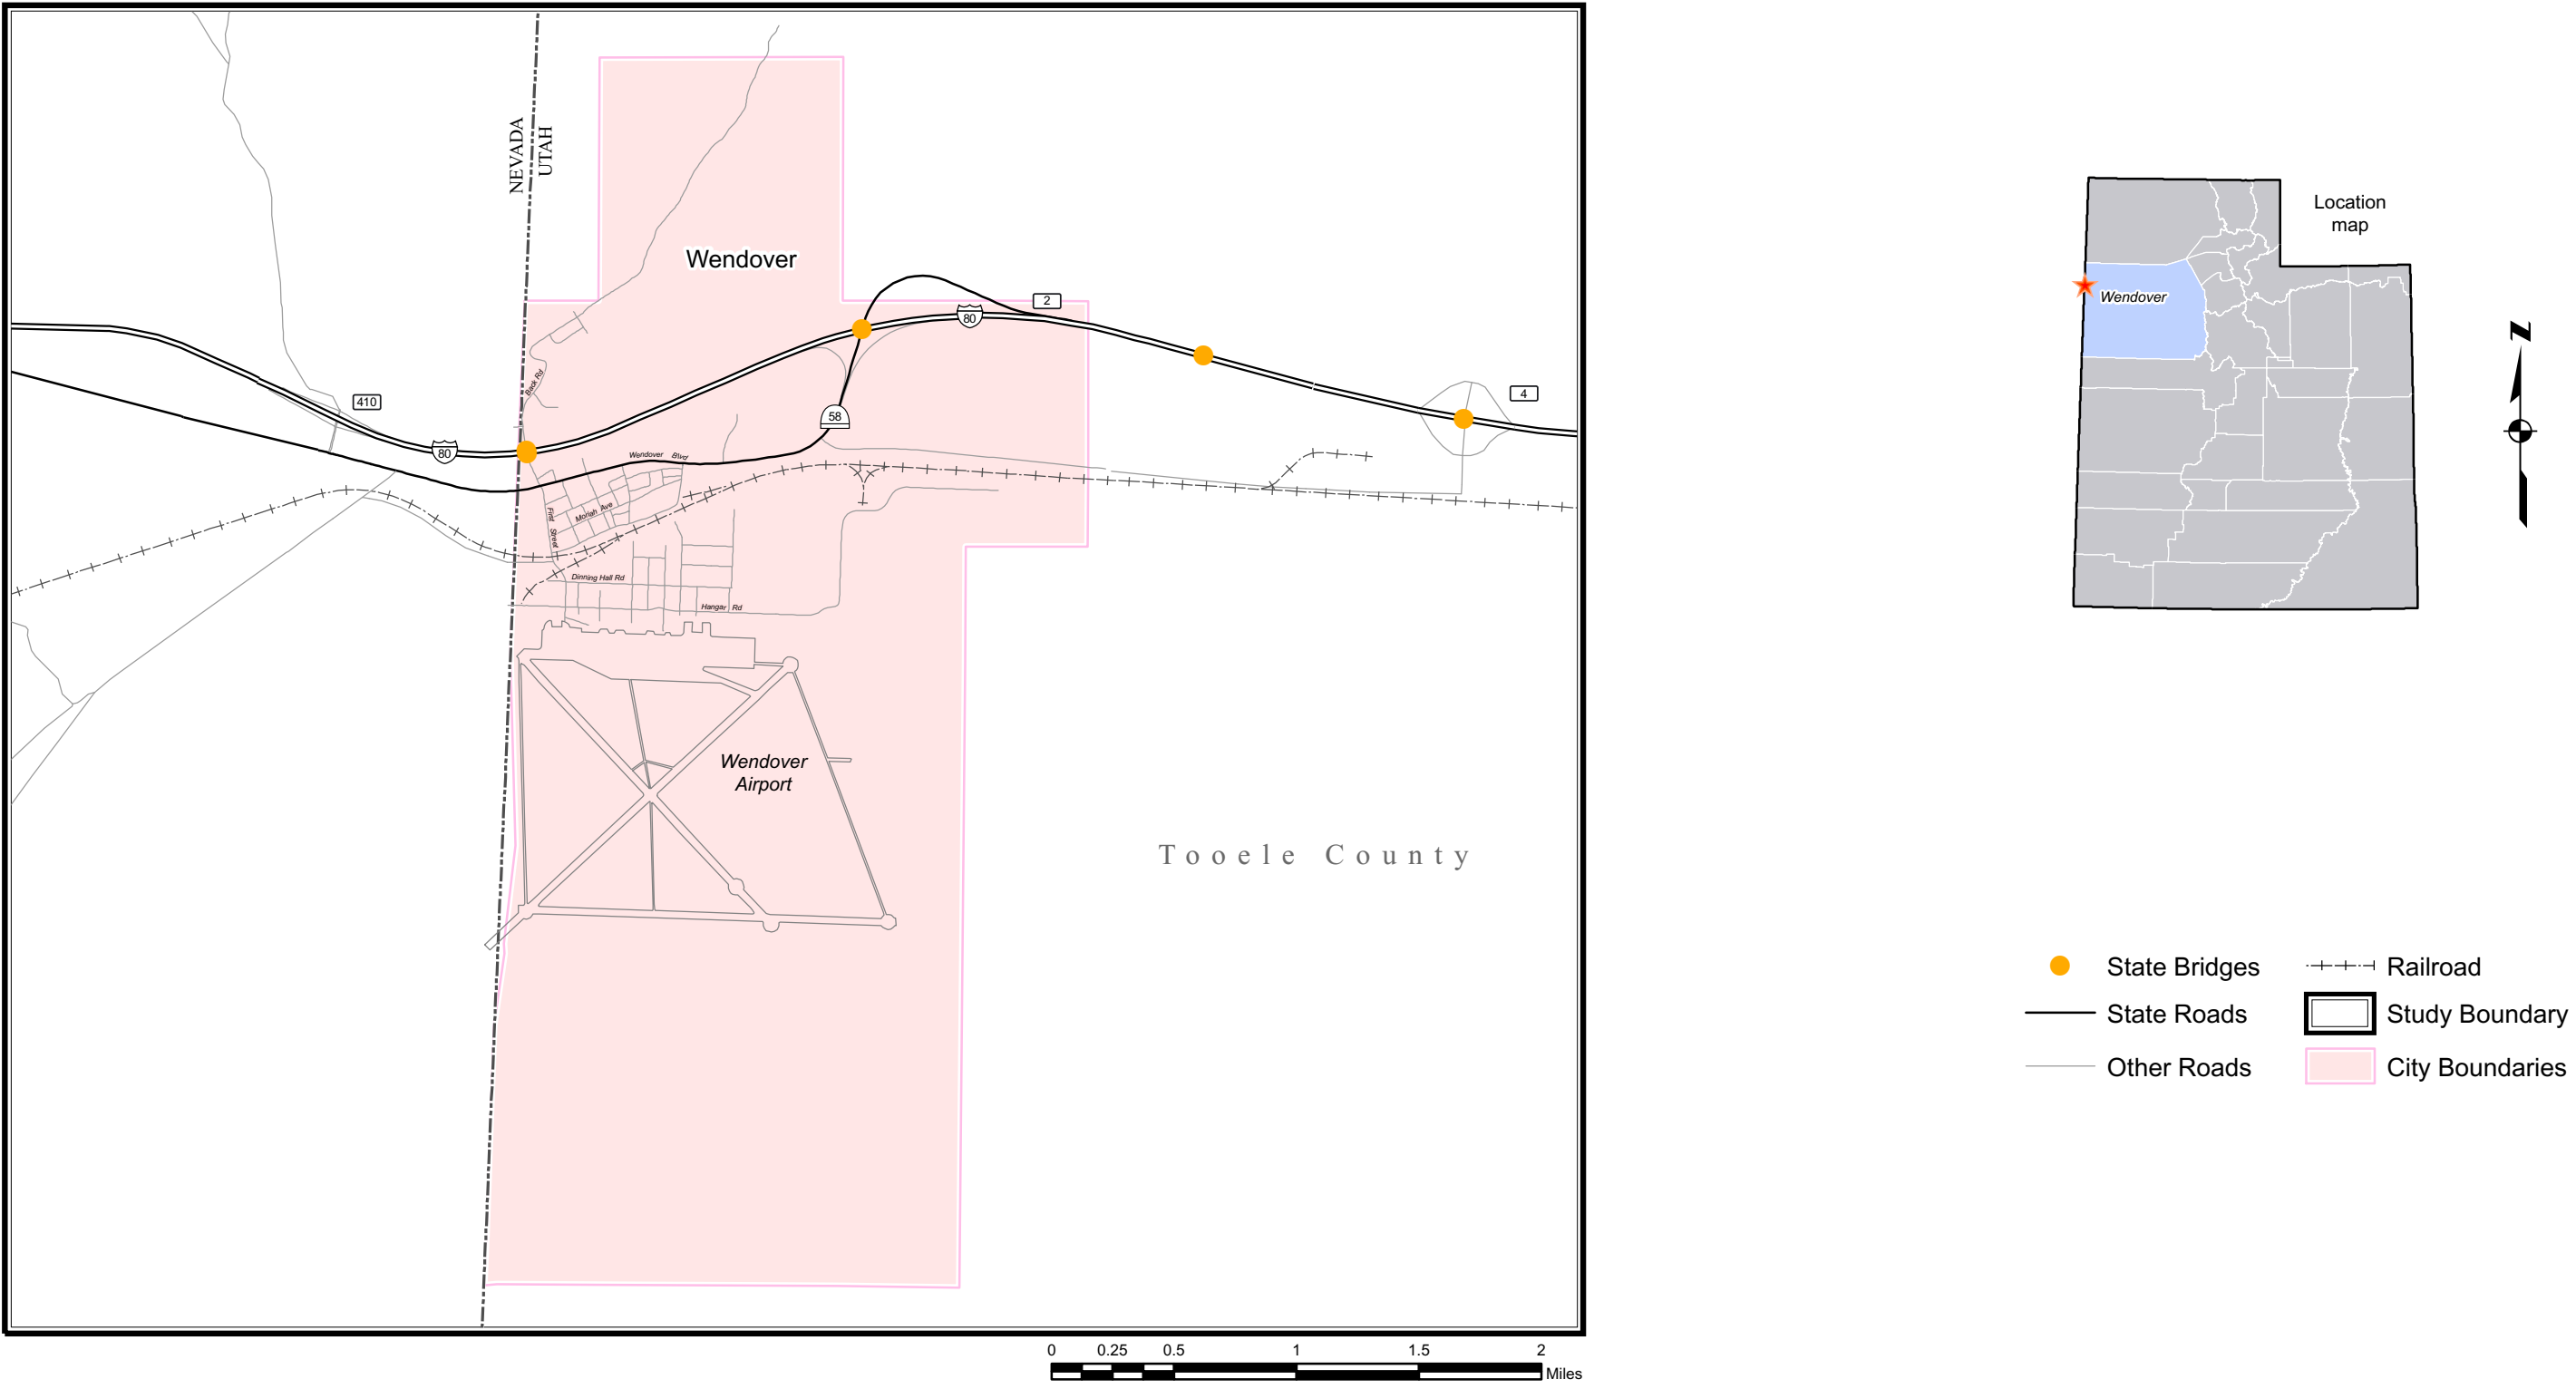 NEVADA
UTAH
Wendover
2
80
410
4
58
80
Back Rd
Wendover Blvd
First Street
Moriah Ave
Dinning Hall Rd
Hangar Rd
Wendover
Airport
Tooele County
0 0.25 0.5 1 1.5 2
Miles
Location
map
Wendover
N
State Bridges
State Roads
Other Roads
Railroad
Study Boundary
City Boundaries